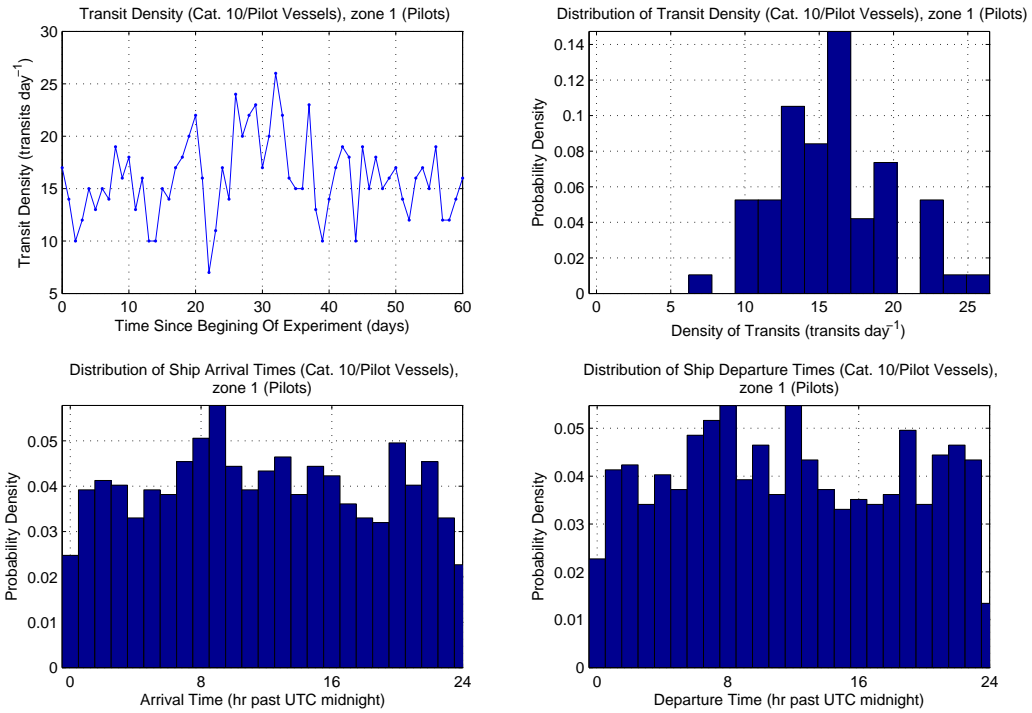 Transit Density (Cat. 10/Pilot Vessels), zone 1 (Pilots)
30
25
20
15
10
5
Transit Density (transits day⁻¹)
0 10 20 30 40 50 60
Time Since Begining Of Experiment (days)
Distribution of Transit Density (Cat. 10/Pilot Vessels), zone 1 (Pilots)
0.14
0.12
0.1
0.08
0.06
0.04
0.02
0
Probability Density
0 5 10 15 20 25
Density of Transits (transits day⁻¹)
Distribution of Ship Arrival Times (Cat. 10/Pilot Vessels),
zone 1 (Pilots)
0.05
0.04
0.03
0.02
0.01
0
Probability Density
0 8 16 24
Arrival Time (hr past UTC midnight)
Distribution of Ship Departure Times (Cat. 10/Pilot Vessels),
zone 1 (Pilots)
0.05
0.04
0.03
0.02
0.01
0
Probability Density
0 8 16 24
Departure Time (hr past UTC midnight)